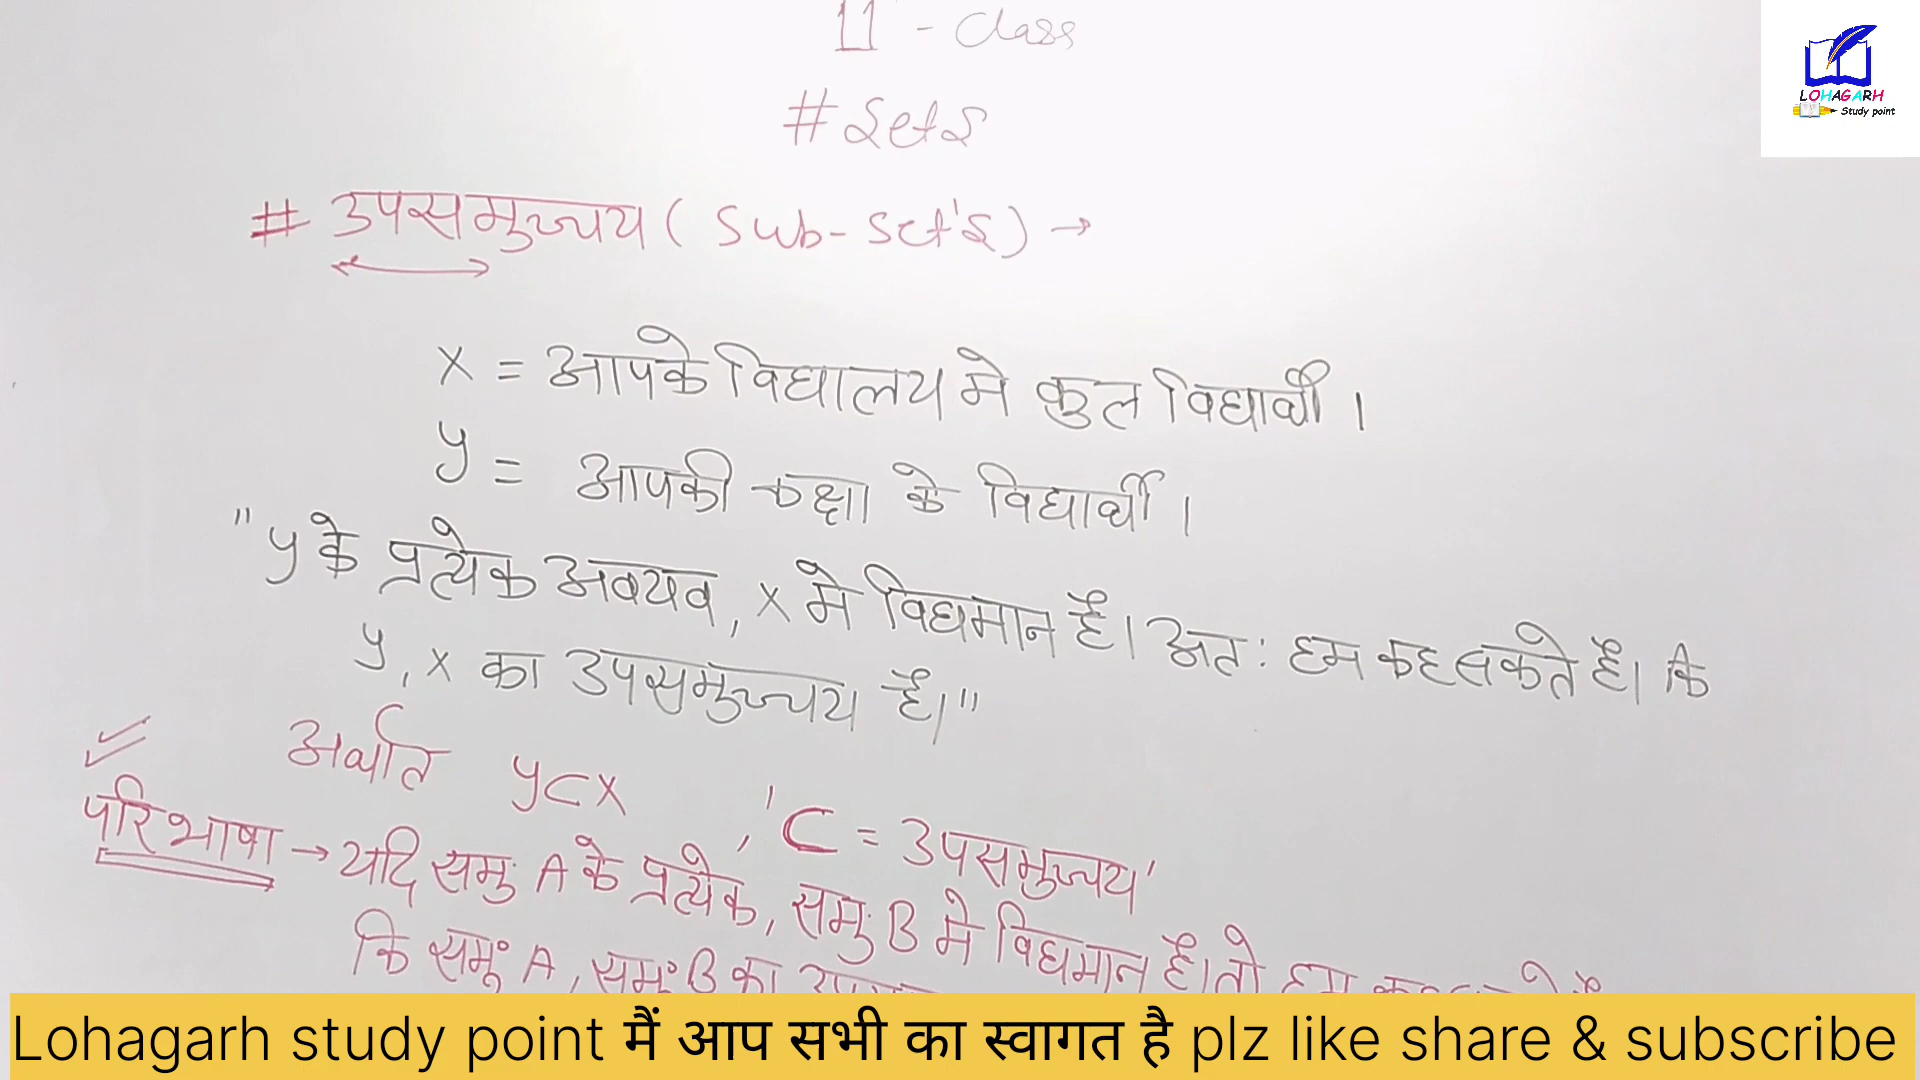 11 - Class
# Sets
# उपसमुच्चय ( Sub-Set's ) →
x = आपके विद्यालय मे कुल विद्यार्थी ।
y = आपकी कक्षा के विद्यार्थी ।
"y के प्रत्येक अवयव, x मे विद्यमान है। अतः हम कह सकते है। कि
y, x का उपसमुच्चय है।"
अर्थात y⊂x , '⊂ = उपसमुच्चय'
परिभाषा → यदि समु: A के प्रत्येक, समु: B मे विद्यमान है। तो हम
कि समु: A, समु: B का
LOHAGARH
Study point
Lohagarh study point मैं आप सभी का स्वागत है plz like share & subscribe